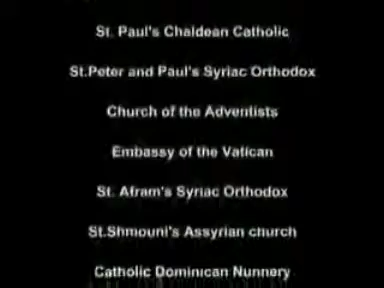 St. Paul's Chaldean Catholic
St.Peter and Paul's Syriac Orthodox
Church of the Adventists
Embassy of the Vatican
St. Afram's Syriac Orthodox
St.Shmouni's Assyrian church
Catholic Dominican Nunnery